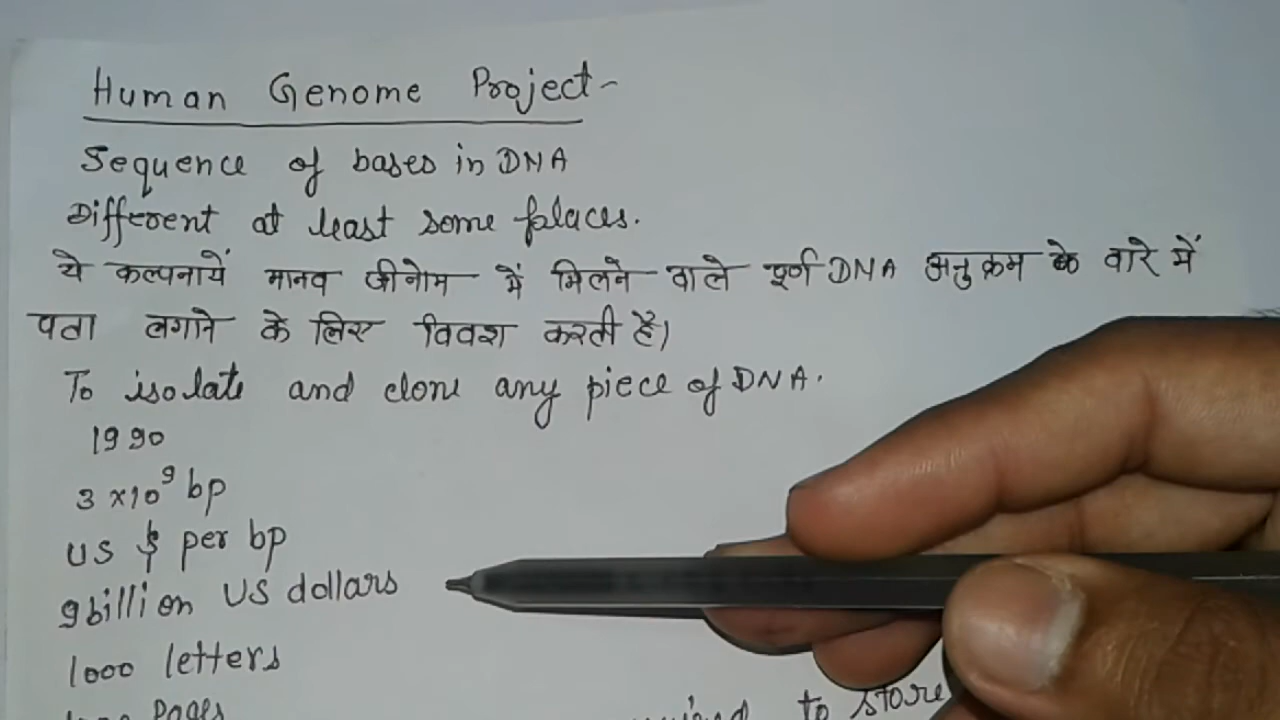 Human Genome Project-
Sequence of bases in DNA
Different at least some places.
ये कल्पनायें मानव जीनोम में मिलने वाले पूर्ण DNA अनुक्रम के वारे में
पता लगाने के लिए विवश करती है।
To isolate and clone any piece of DNA.
1990
3 x10⁹ bp
US $ per bp
9 billion US dollars
1000 letters
Pages to store